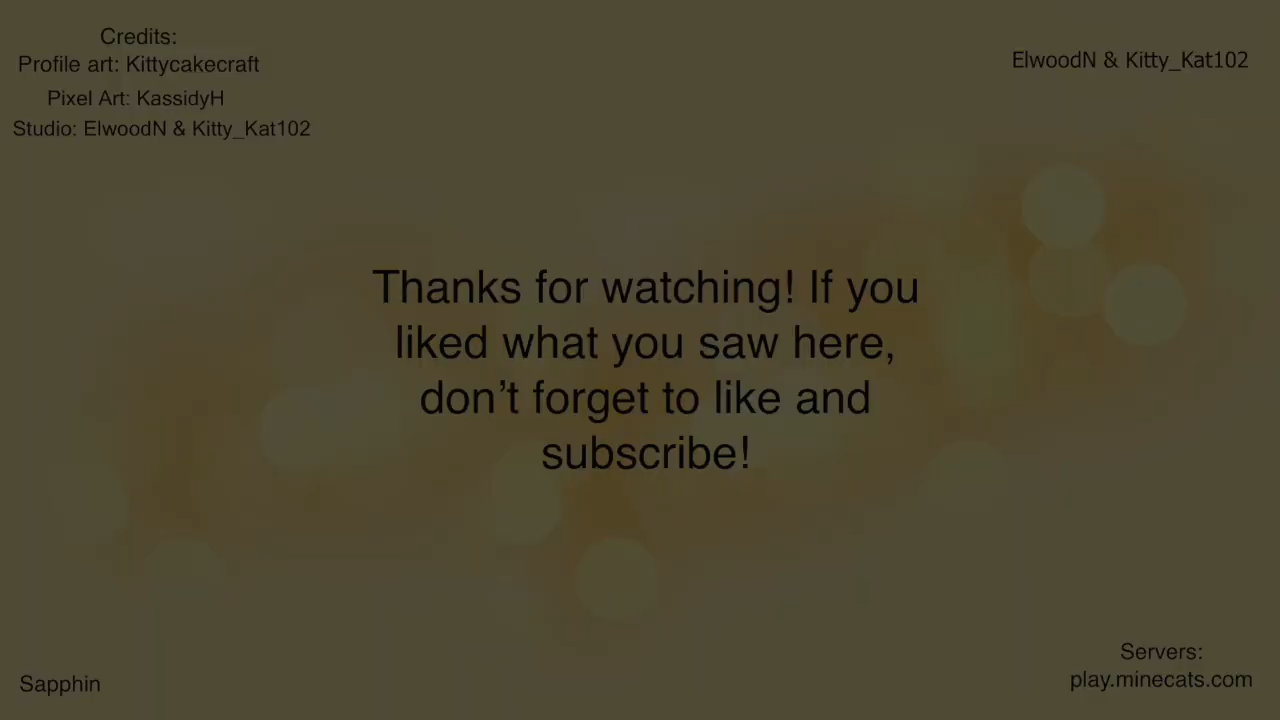 Credits:
Profile art: Kittycakecraft
Pixel Art: KassidyH
Studio: ElwoodN & Kitty_Kat102
ElwoodN & Kitty_Kat102
Thanks for watching! If you
liked what you saw here,
don’t forget to like and
subscribe!
Sapphin
Servers:
play.minecats.com